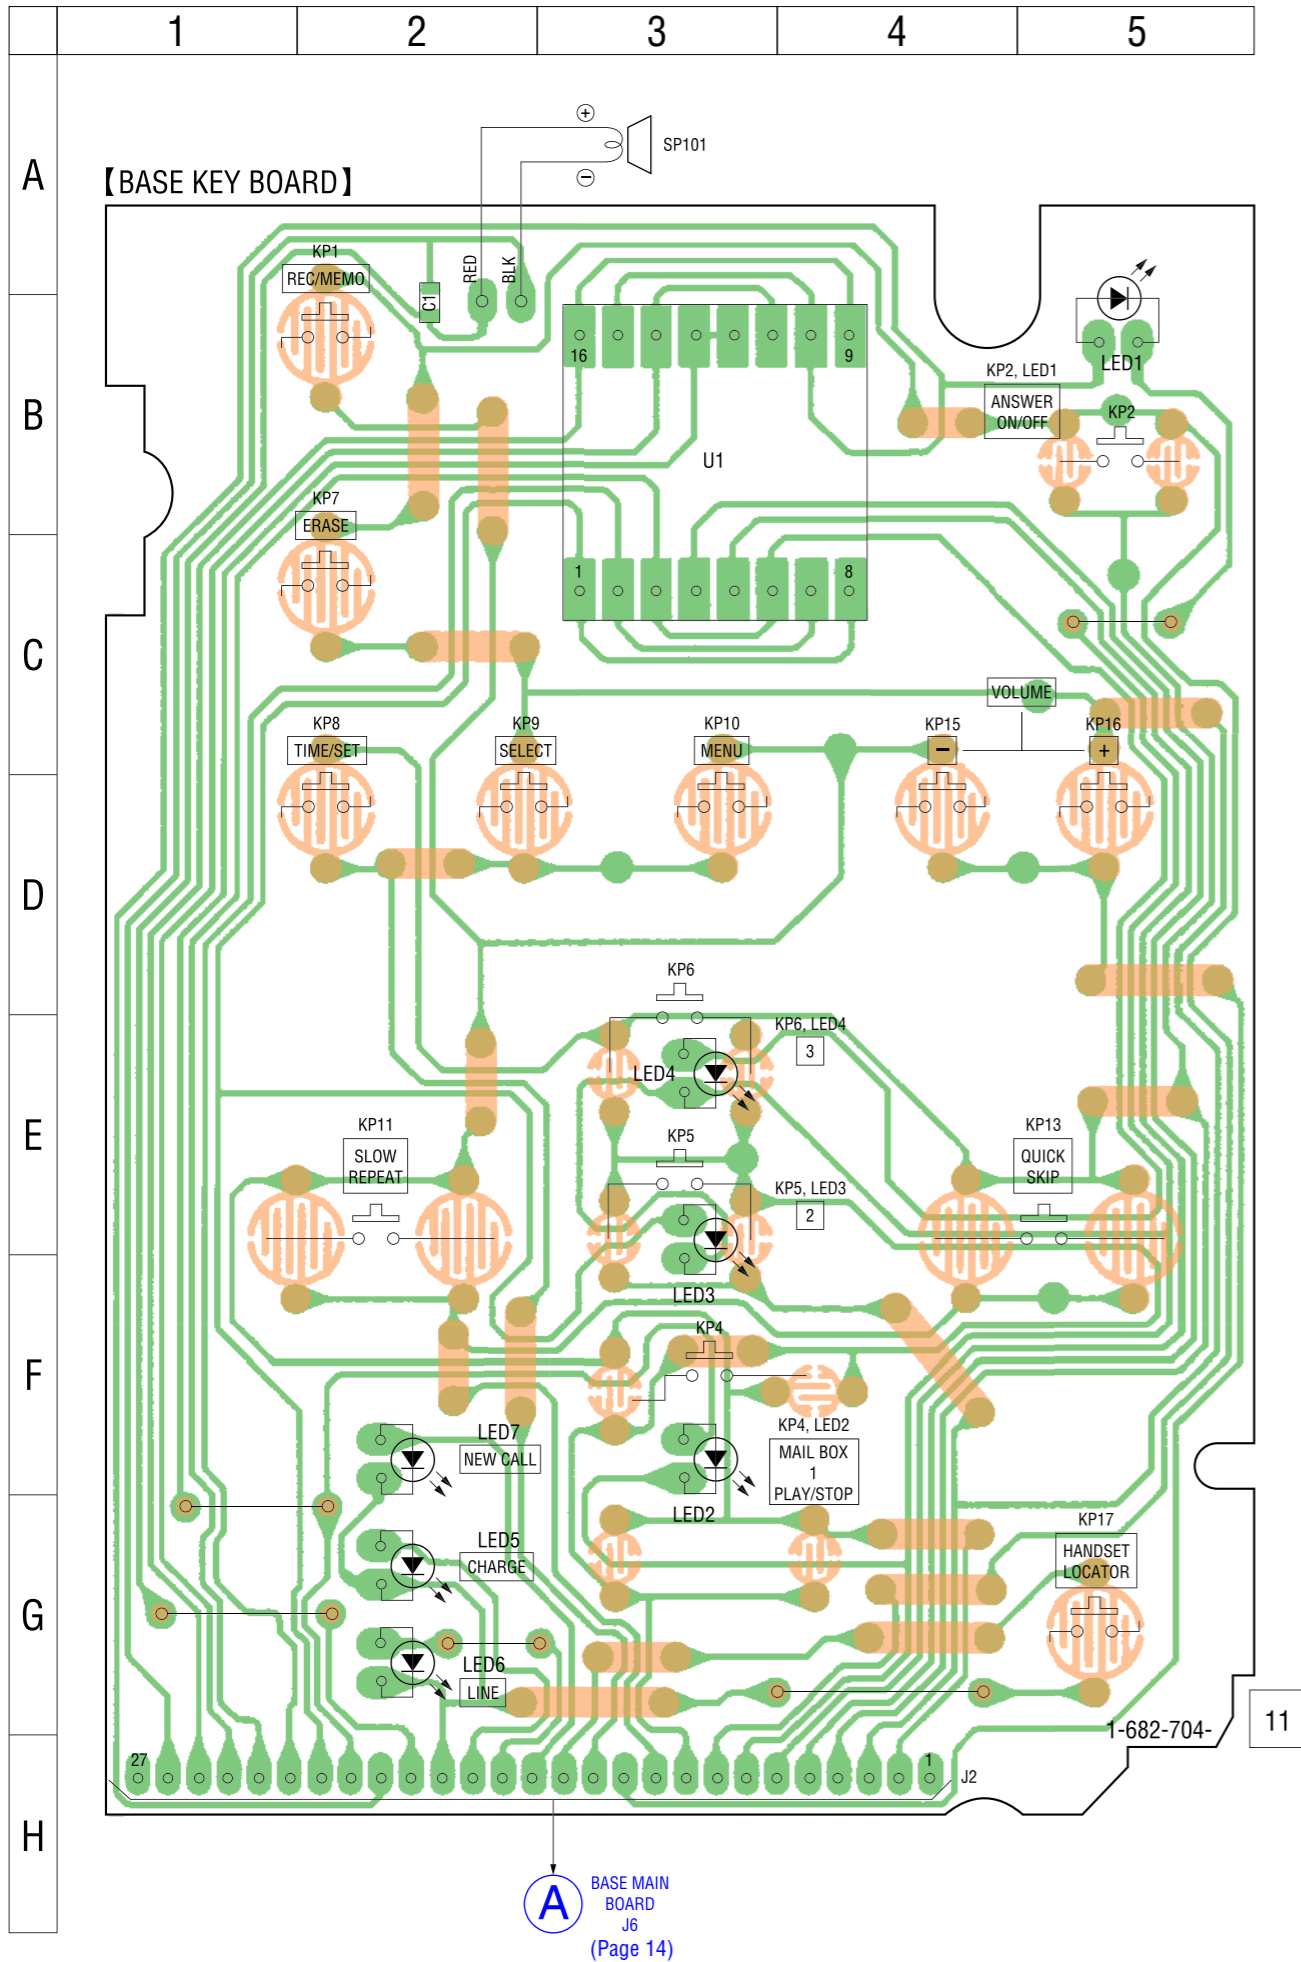 1 2 3 4 5
A
B
C
D
E
F
G
H
+
SP101
−
【BASE KEY BOARD】
KP1
REC/MEMO
C1
RED
BLK
LED1
16
9
U1
1
8
KP2, LED1
ANSWER
ON/OFF
KP2
KP7
ERASE
VOLUME
KP8
TIME/SET
KP9
SELECT
KP10
MENU
KP15
−
KP16
+
KP6
KP6, LED4
3
LED4
KP11
SLOW
REPEAT
KP5
KP5, LED3
2
LED3
KP13
QUICK
SKIP
KP4
KP4, LED2
MAIL BOX
1
PLAY/STOP
LED7
NEW CALL
LED2
LED5
CHARGE
KP17
HANDSET
LOCATOR
LED6
LINE
1-682-704-
11
27
1
J2
A
BASE MAIN
BOARD
J6
(Page 14)